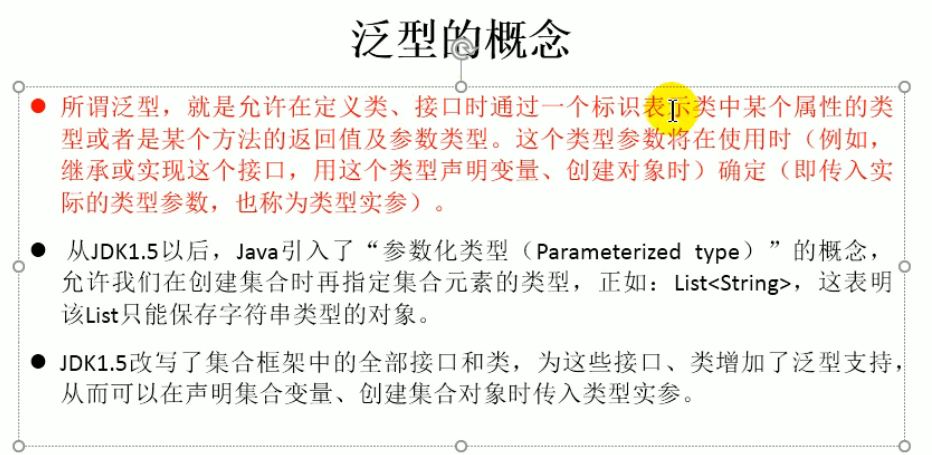 泛型的概念
● 所谓泛型，就是允许在定义类、接口时通过一个标识表示类中某个属性的类
型或者是某个方法的返回值及参数类型。这个类型参数将在使用时（例如，
继承或实现这个接口，用这个类型声明变量、创建对象时）确定（即传入实
际的类型参数，也称为类型实参）。
● 从JDK1.5以后，Java引入了“参数化类型（Parameterized type）”的概念，
允许我们在创建集合时再指定集合元素的类型，正如：List<String>，这表明
该List只能保存字符串类型的对象。
● JDK1.5改写了集合框架中的全部接口和类，为这些接口、类增加了泛型支持，
从而可以在声明集合变量、创建集合对象时传入类型实参。